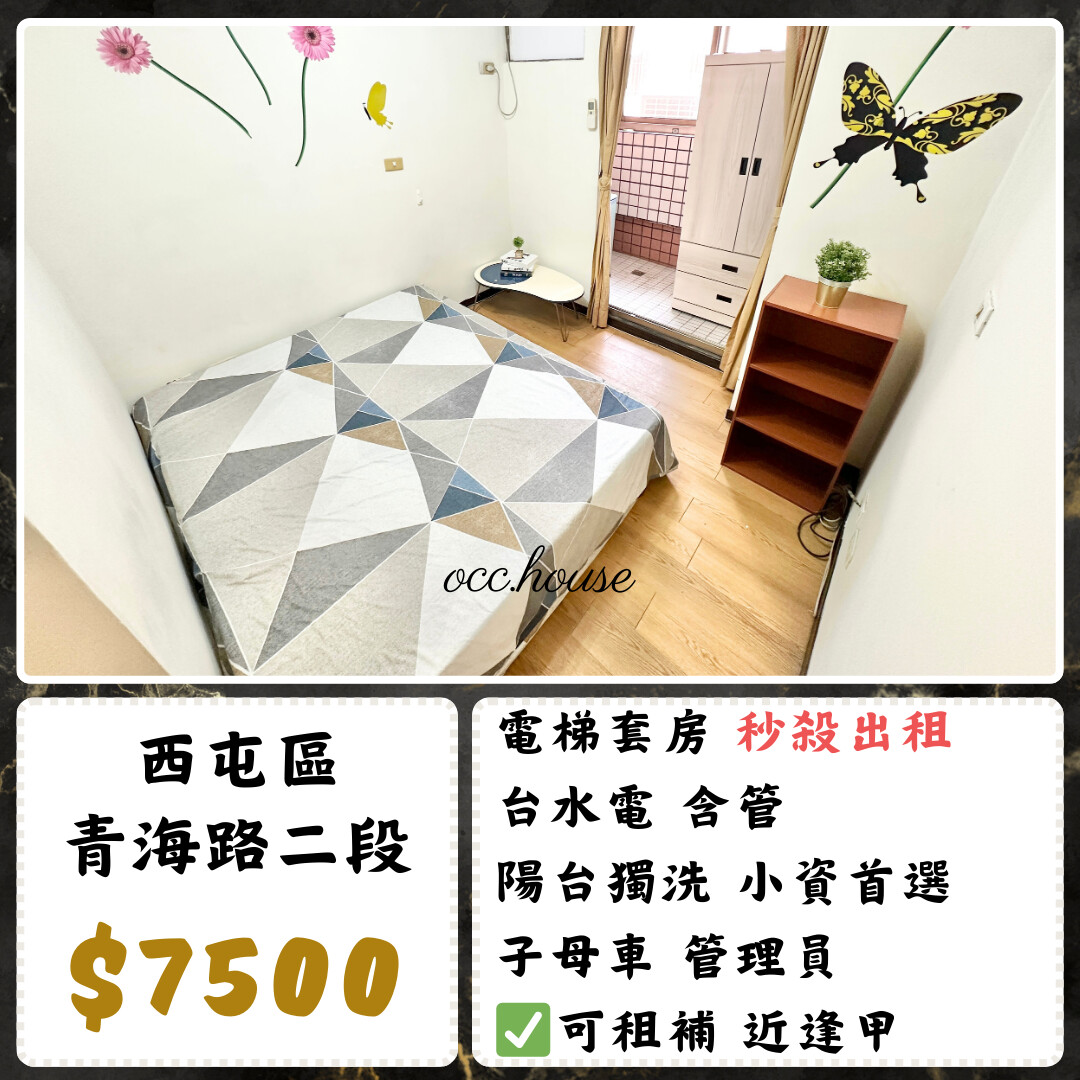 occ.house
西屯區
青海路二段
$7500
電梯套房 秒殺出租
台水電 含管
陽台獨洗 小資首選
子母車 管理員
✅可租補 近逢甲